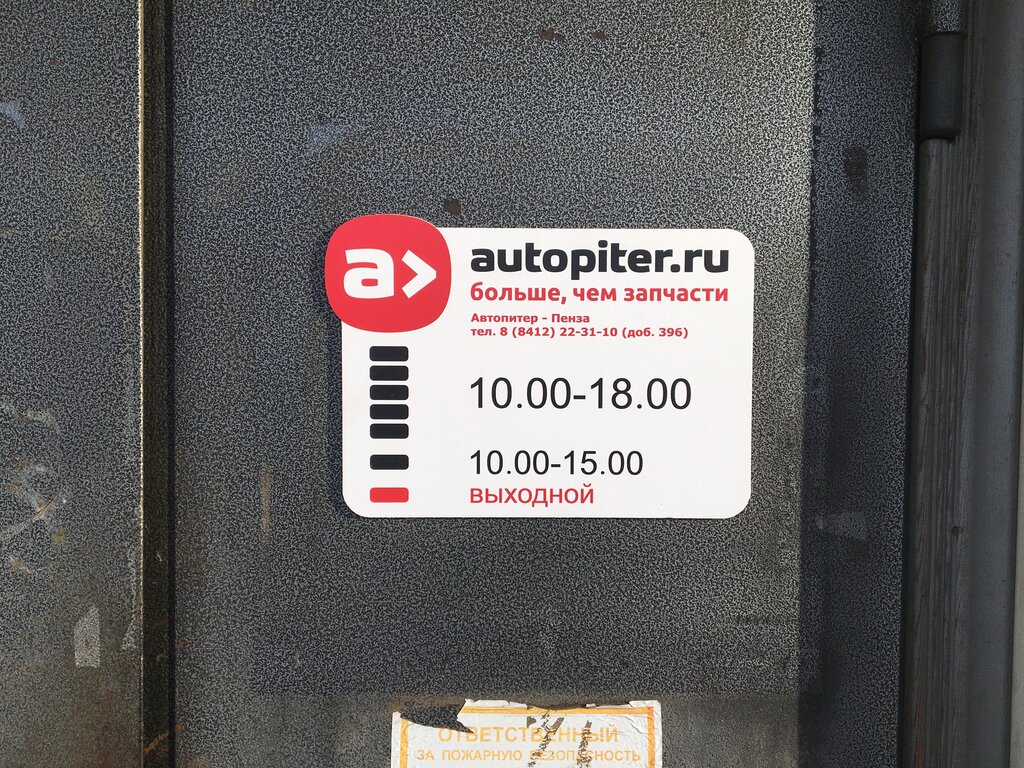 a>
autopiter.ru
больше, чем запчасти
Автопитер - Пенза
тел. 8 (8412) 22-31-10 (доб. 396)
10.00-18.00
10.00-15.00
ВЫХОДНОЙ
ОТВЕТСТВЕННЫЙ
ЗА ПОЖАРНУЮ БЕЗОПАСНОСТЬ